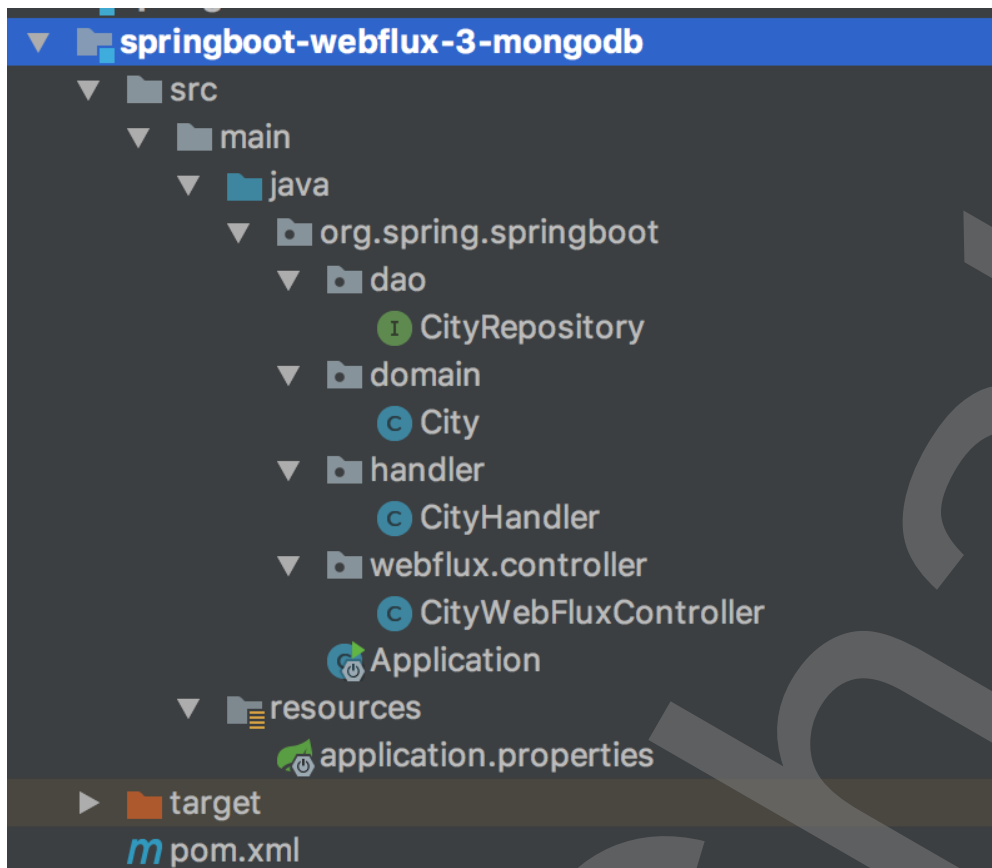 springboot-webflux-3-mongodb
src
main
java
org.spring.springboot
dao
CityRepository
domain
City
handler
CityHandler
webflux.controller
CityWebFluxController
Application
resources
application.properties
target
pom.xml